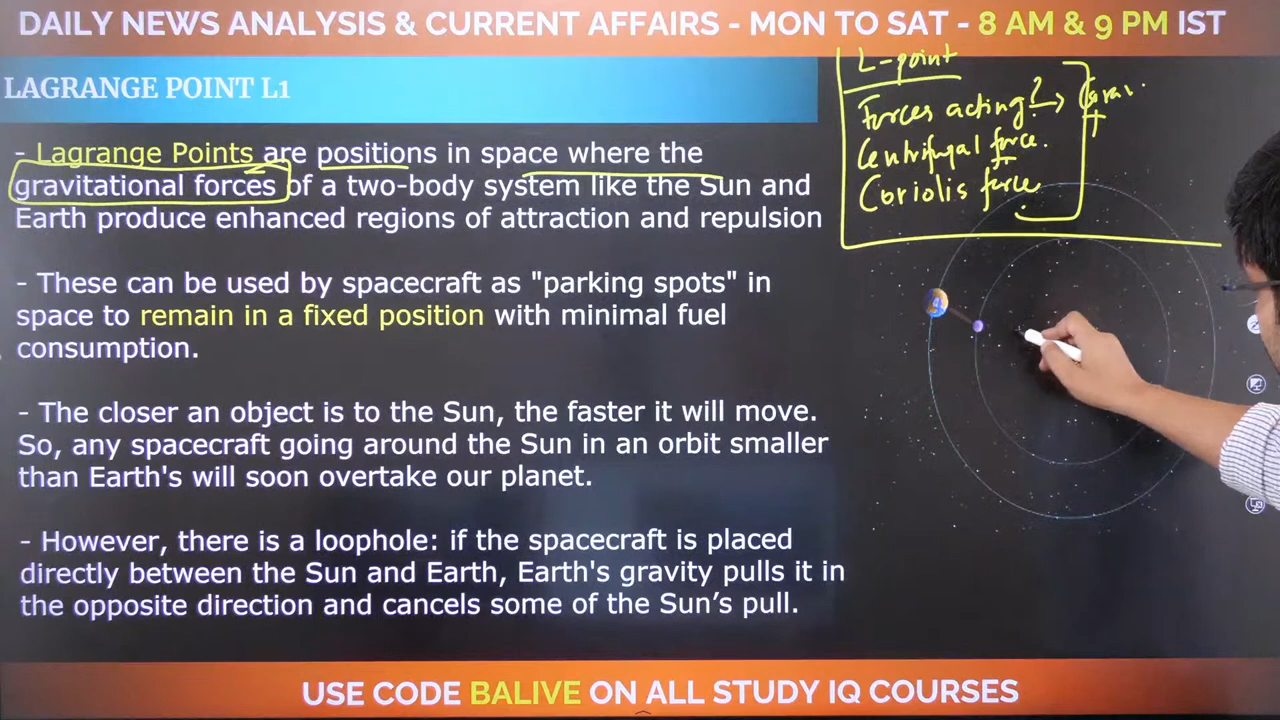 DAILY NEWS ANALYSIS & CURRENT AFFAIRS - MON TO SAT - 8 AM & 9 PM IST
LAGRANGE POINT L1
- Lagrange Points are positions in space where the
gravitational forces of a two-body system like the Sun and
Earth produce enhanced regions of attraction and repulsion
- These can be used by spacecraft as "parking spots" in
space to remain in a fixed position with minimal fuel
consumption.
- The closer an object is to the Sun, the faster it will move.
So, any spacecraft going around the Sun in an orbit smaller
than Earth's will soon overtake our planet.
- However, there is a loophole: if the spacecraft is placed
directly between the Sun and Earth, Earth's gravity pulls it in
the opposite direction and cancels some of the Sun's pull.
L-point
Forces acting? → Grav.
+
Centrifugal force.
Coriolis force
USE CODE BALIVE ON ALL STUDY IQ COURSES